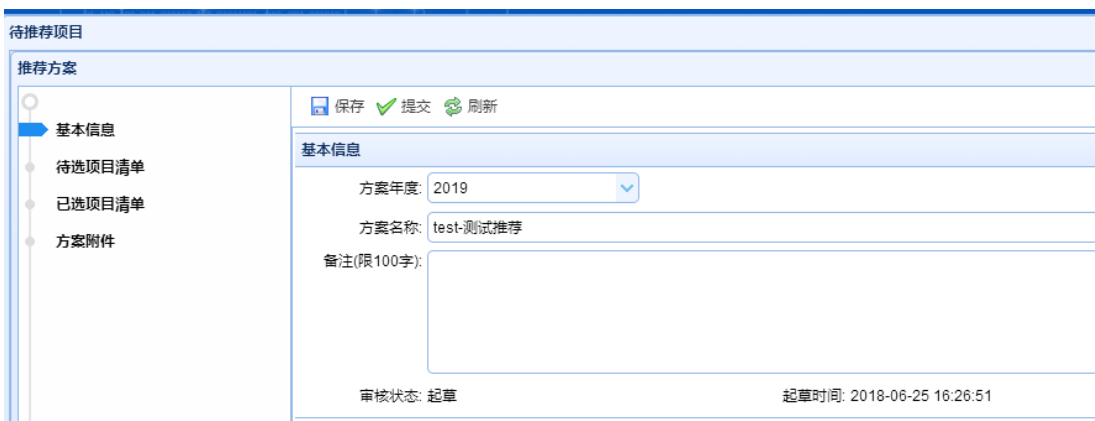 待推荐项目
推荐方案
基本信息
待选项目清单
已选项目清单
方案附件
保存 提交 刷新
基本信息
方案年度: 2019
方案名称: test-测试推荐
备注(限100字):
审核状态: 起草 起草时间: 2018-06-25 16:26:51